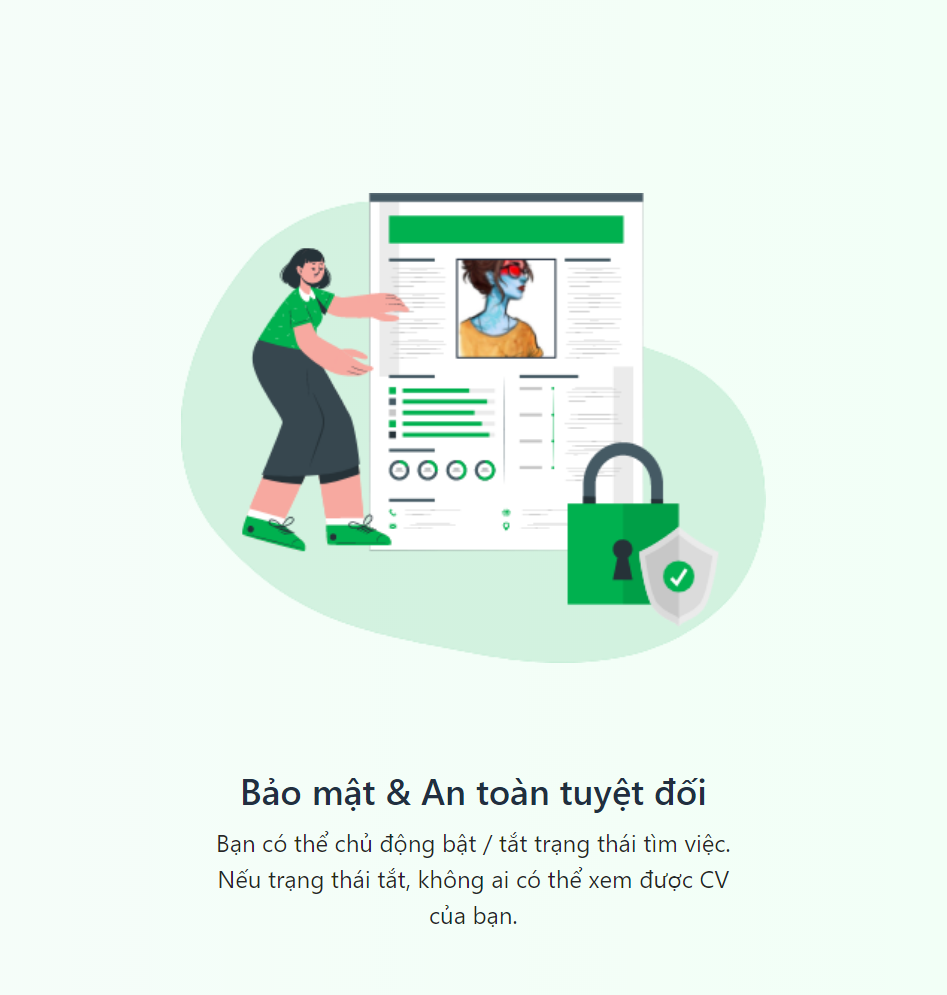 Bảo mật & An toàn tuyệt đối
Bạn có thể chủ động bật / tắt trạng thái tìm việc.
Nếu trạng thái tắt, không ai có thể xem được CV
của bạn.